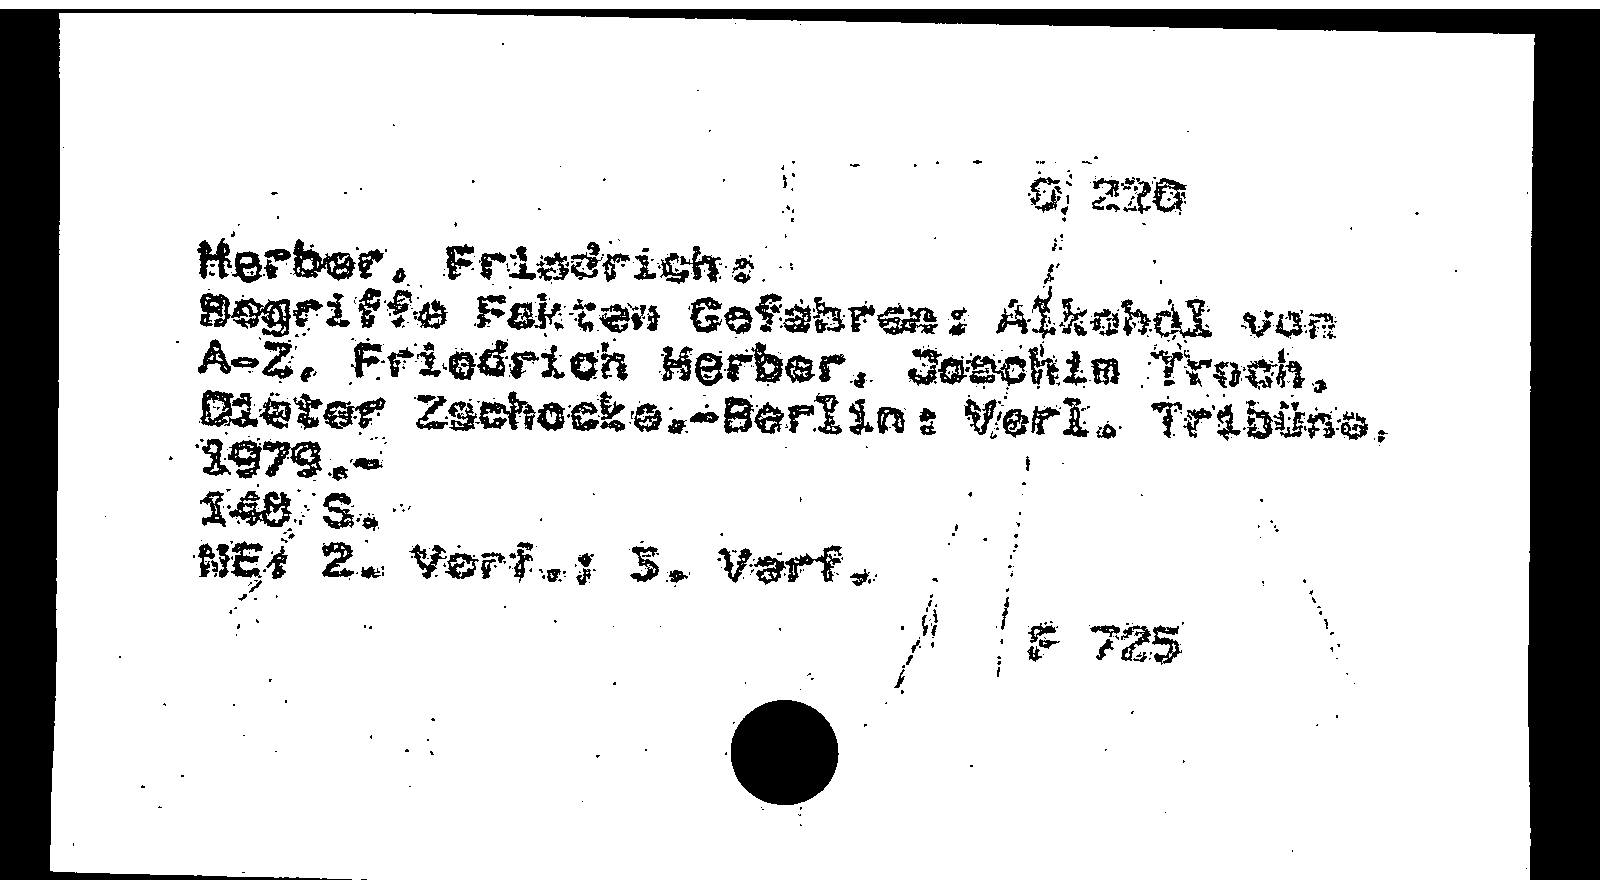 G 220
Herber, Friedrich:
Begriffe Fakten Gefahren: Alkohol von
A-Z. Friedrich Herber, Joachim Troch,
Dieter Zschocke.-Berlin: Verl. Tribüne,
1979.-
148 S.
NE: 2. Verf.; 3. Verf.
F 725